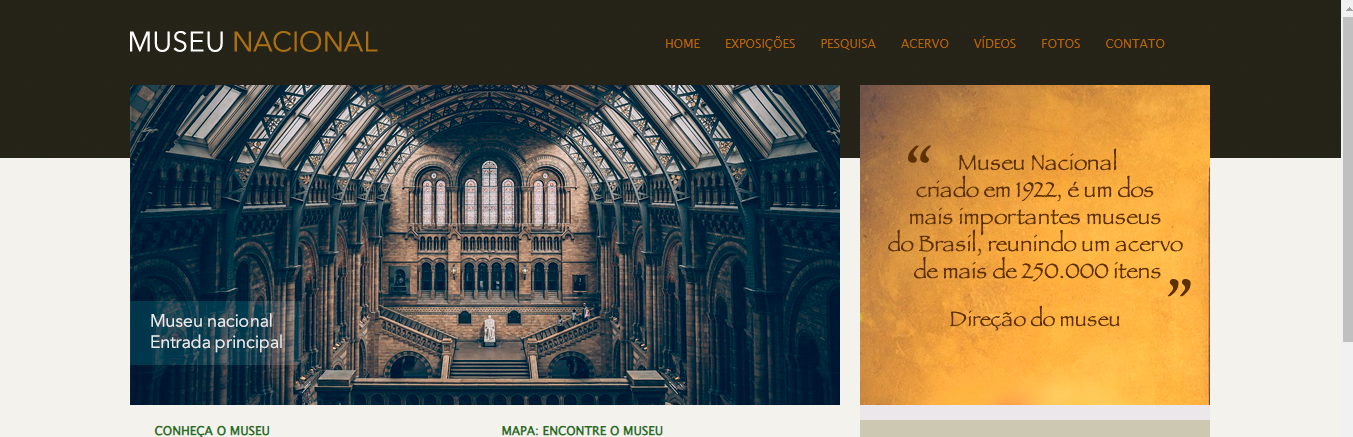 MUSEU NACIONAL
HOME EXPOSIÇÕES PESQUISA ACERVO VÍDEOS FOTOS CONTATO
Museu nacional
Entrada principal
“ Museu Nacional
criado em 1922, é um dos
mais importantes museus
do Brasil, reunindo um acervo
de mais de 250.000 itens ”
Direção do museu
CONHEÇA O MUSEU
MAPA: ENCONTRE O MUSEU